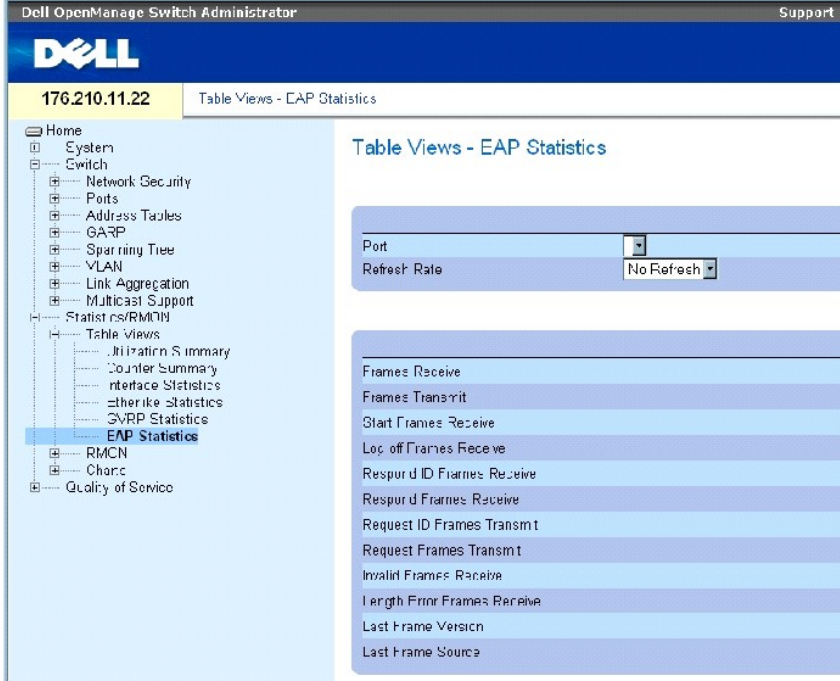 Dell OpenManage Switch Administrator
Support
DELL
176.210.11.22
Table Views - EAP Statistics
Home
System
Switch
Network Security
Ports
Address Tables
GARP
Spanning Tree
VLAN
Link Aggregation
Multicast Support
Statistics/RMON
Table Views
Utilization Summary
Counter Summary
Interface Statistics
Etherlike Statistics
GVRP Statistics
EAP Statistics
RMON
Charts
Quality of Service
Table Views - EAP Statistics
Port
Refresh Rate
No Refresh
Frames Receive
Frames Transmit
Start Frames Receive
Log off Frames Receive
Respond ID Frames Receive
Respond Frames Receive
Request ID Frames Transmit
Request Frames Transmit
Invalid Frames Receive
Length Error Frames Receive
Last Frame Version
Last Frame Source